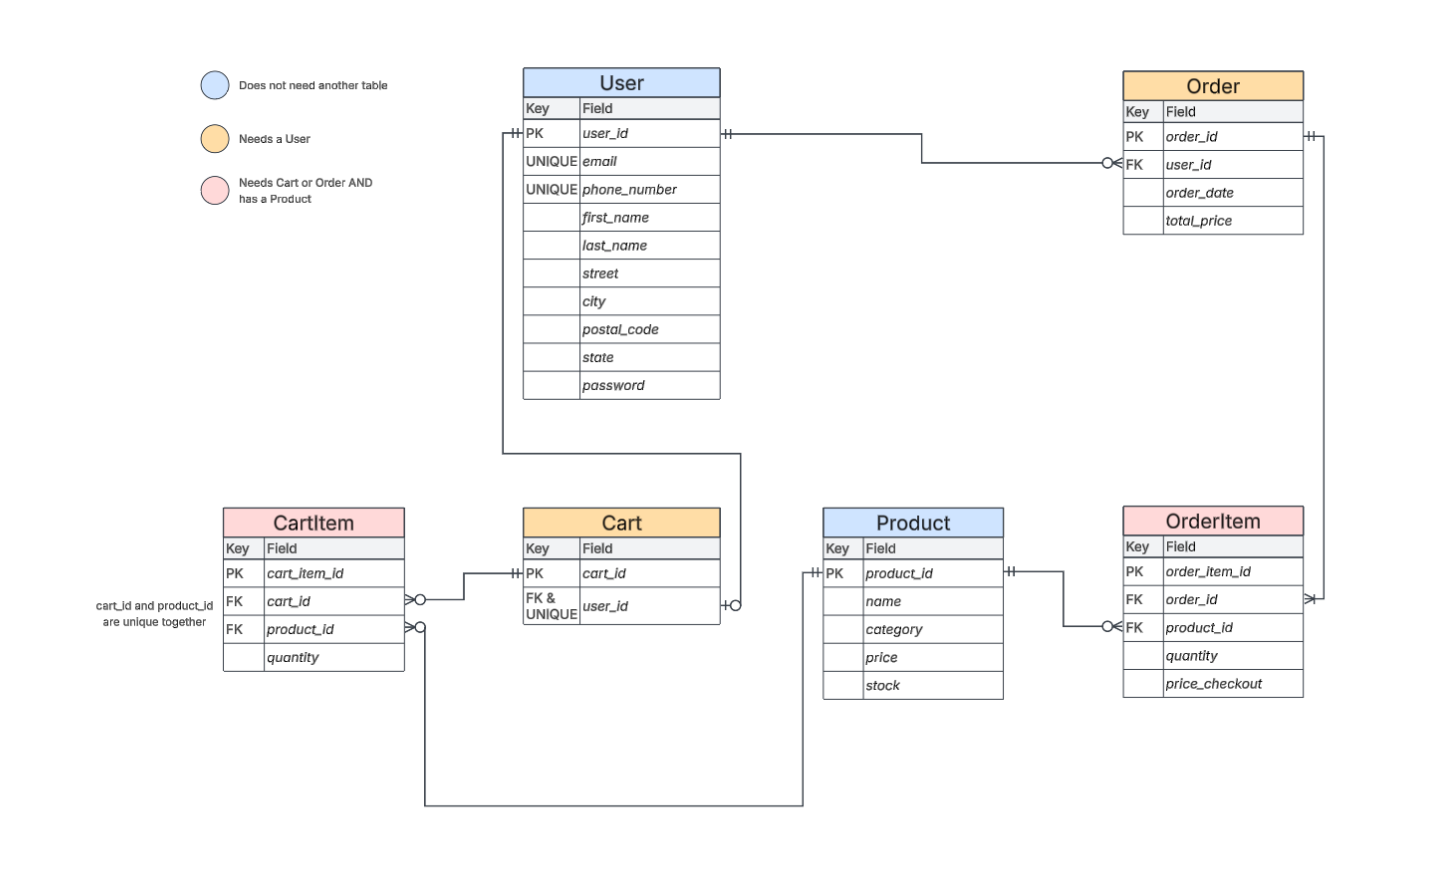 Does not need another table
Needs a User
Needs Cart or Order AND
has a Product
User
Key Field
PK user_id
UNIQUE email
UNIQUE phone_number
first_name
last_name
street
city
postal_code
state
password
Order
Key Field
PK order_id
FK user_id
order_date
total_price
cart_id and product_id
are unique together
CartItem
Key Field
PK cart_item_id
FK cart_id
FK product_id
quantity
Cart
Key Field
PK cart_id
FK &
UNIQUE user_id
Product
Key Field
PK product_id
name
category
price
stock
OrderItem
Key Field
PK order_item_id
FK order_id
FK product_id
quantity
price_checkout